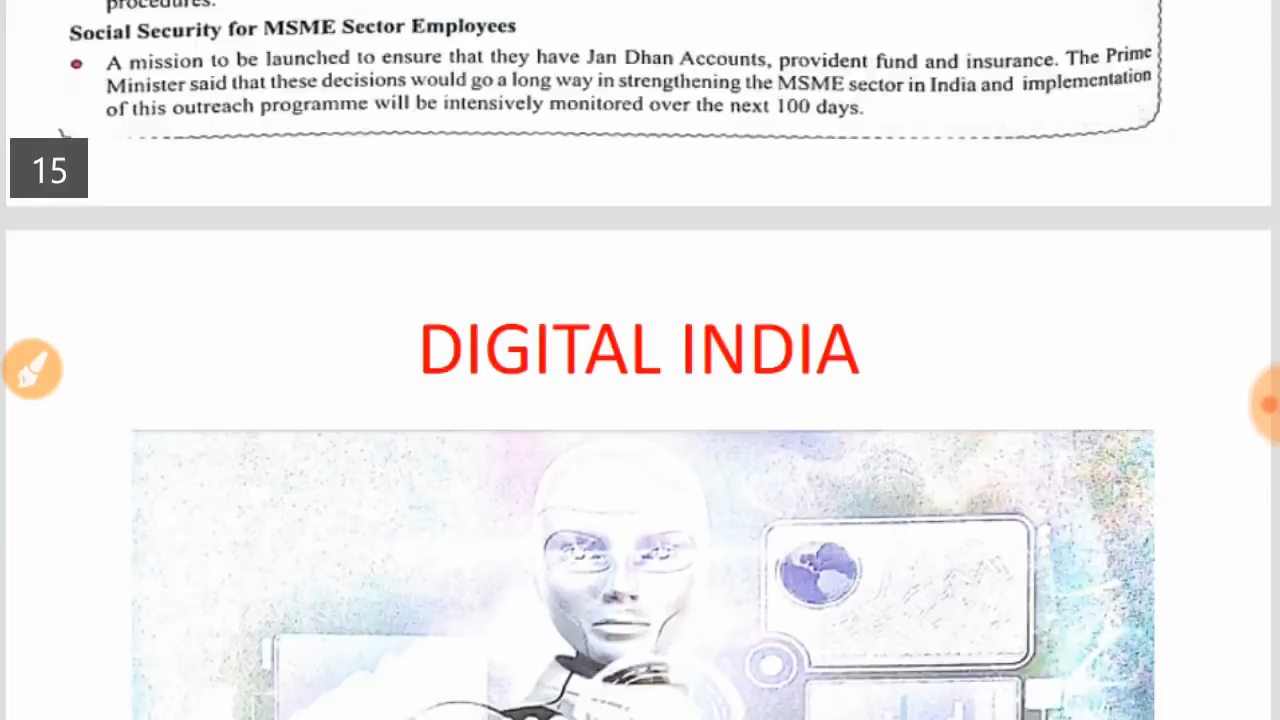 procedures.
Social Security for MSME Sector Employees
A mission to be launched to ensure that they have Jan Dhan Accounts, provident fund and insurance. The Prime
Minister said that these decisions would go a long way in strengthening the MSME sector in India and implementation
of this outreach programme will be intensively monitored over the next 100 days.
15
DIGITAL INDIA